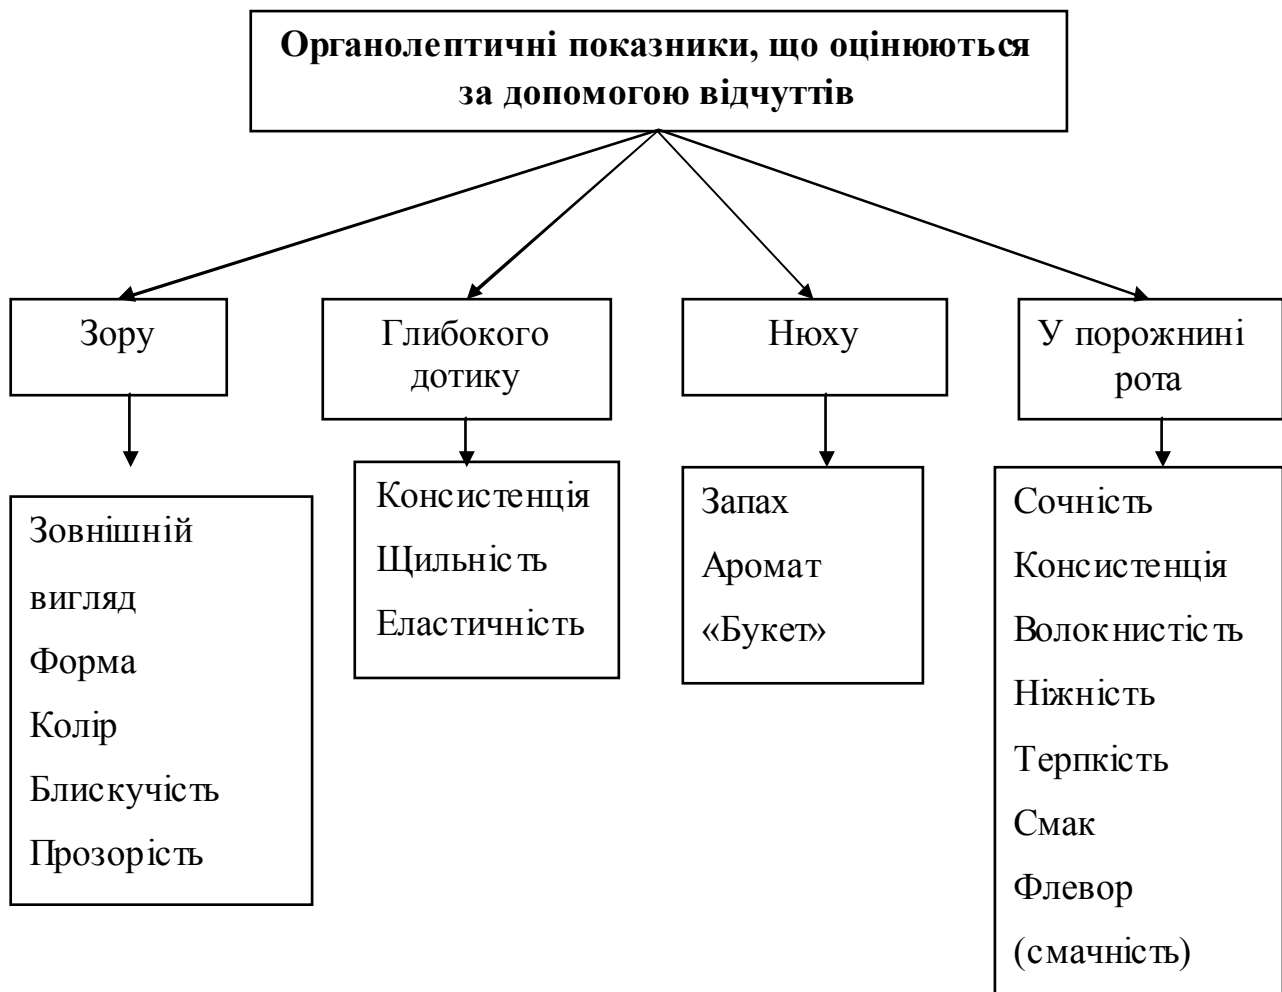 Органолептичні показники, що оцінюються
за допомогою відчуттів
Зору
Глибокого
дотику
Нюху
У порожнині
рота
Зовнішній
вигляд
Форма
Колір
Блискучість
Прозорість
Консистенція
Щильність
Еластичність
Запах
Аромат
«Букет»
Сочність
Консистенція
Волокнистість
Ніжність
Терпкість
Смак
Флевор
(смачність)